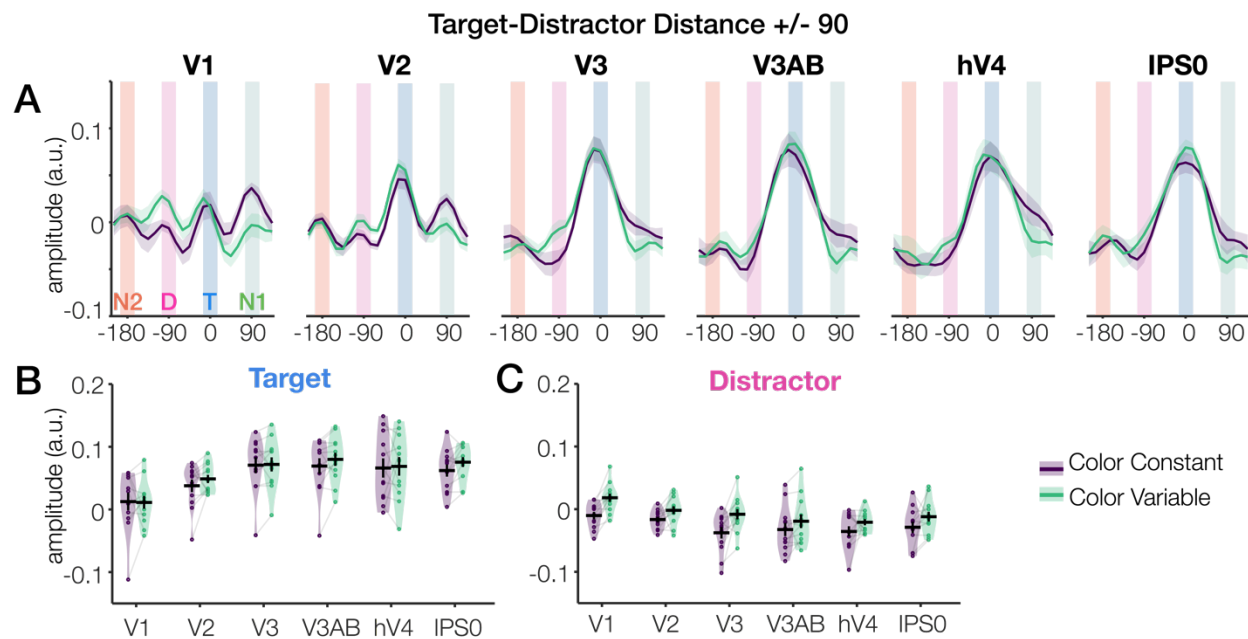 Target-Distractor Distance +/- 90
V1 V2 V3 V3AB hV4 IPS0
A
amplitude (a.u.)
0.1
0
-0.1
N2 D T N1
-180 -90 0 90 -180 -90 0 90 -180 -90 0 90 -180 -90 0 90 -180 -90 0 90 -180 -90 0 90
B
Target
amplitude (a.u.)
0.2
0.1
0
-0.1
V1 V2 V3 V3AB hV4 IPS0
C
Distractor
0.2
0.1
0
-0.1
V1 V2 V3 V3AB hV4 IPS0
Color Constant
Color Variable